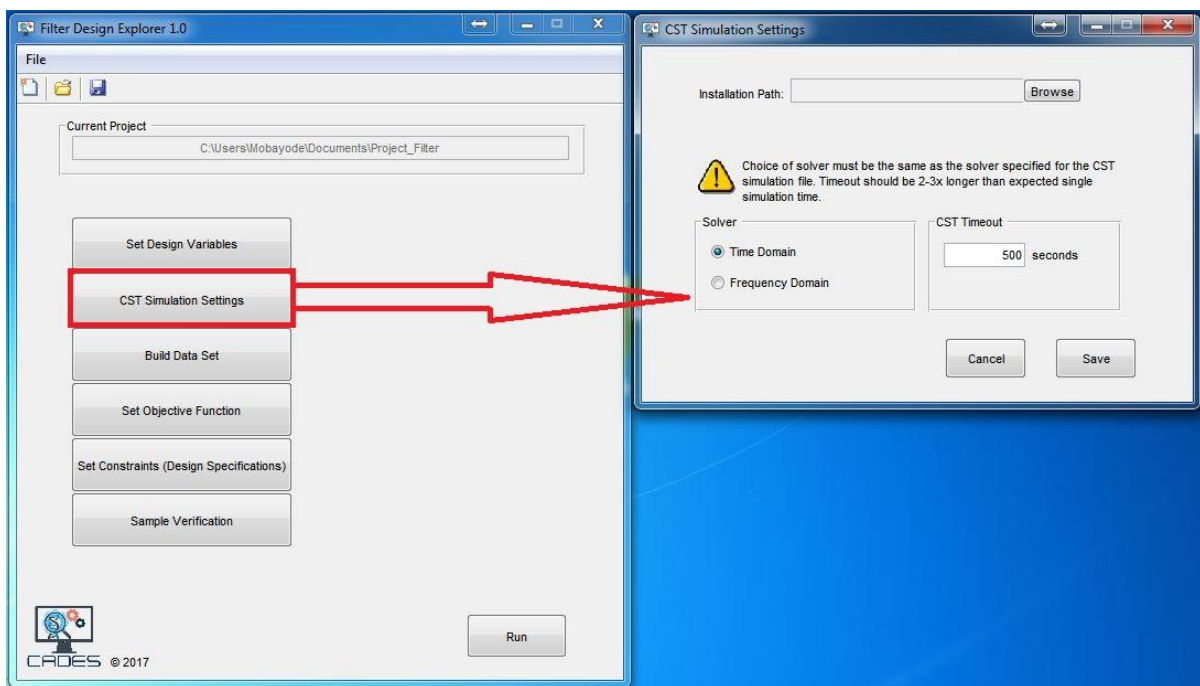 Filter Design Explorer 1.0
File
Current Project
C:\Users\Mobayode\Documents\Project_Filter
Set Design Variables
CST Simulation Settings
Build Data Set
Set Objective Function
Set Constraints (Design Specifications)
Sample Verification
Run
CADES © 2017
CST Simulation Settings
Installation Path:
Browse
Choice of solver must be the same as the solver specified for the CST
simulation file. Timeout should be 2-3x longer than expected single
simulation time.
Solver
Time Domain
Frequency Domain
CST Timeout
500 seconds
Cancel
Save